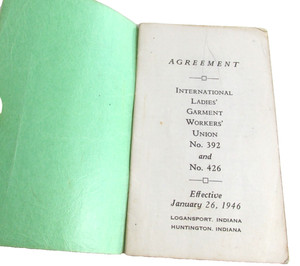 AGREEMENT
INTERNATIONAL
LADIES'
GARMENT
WORKERS'
UNION
No. 392
and
No. 426
Effective
January 26, 1946
LOGANSPORT, INDIANA
HUNTINGTON, INDIANA